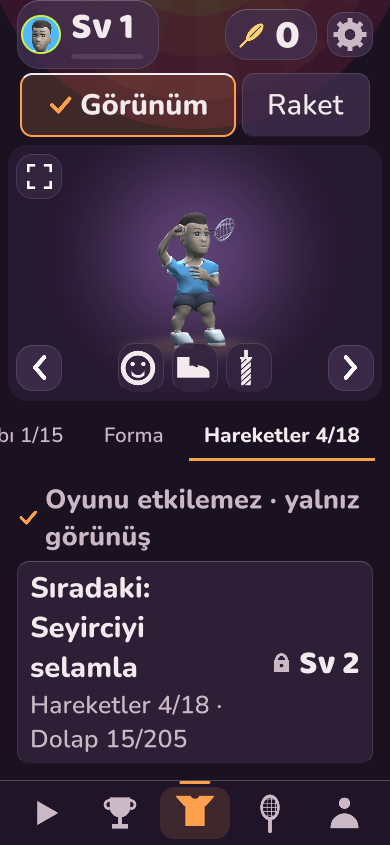 Sv 1
0
Görünüm
Raket
bı 1/15
Forma
Hareketler 4/18
Oyunu etkilemez · yalnız
görünüş
Sıradaki:
Seyirciyi
selamla
Sv 2
Hareketler 4/18 ·
Dolap 15/205